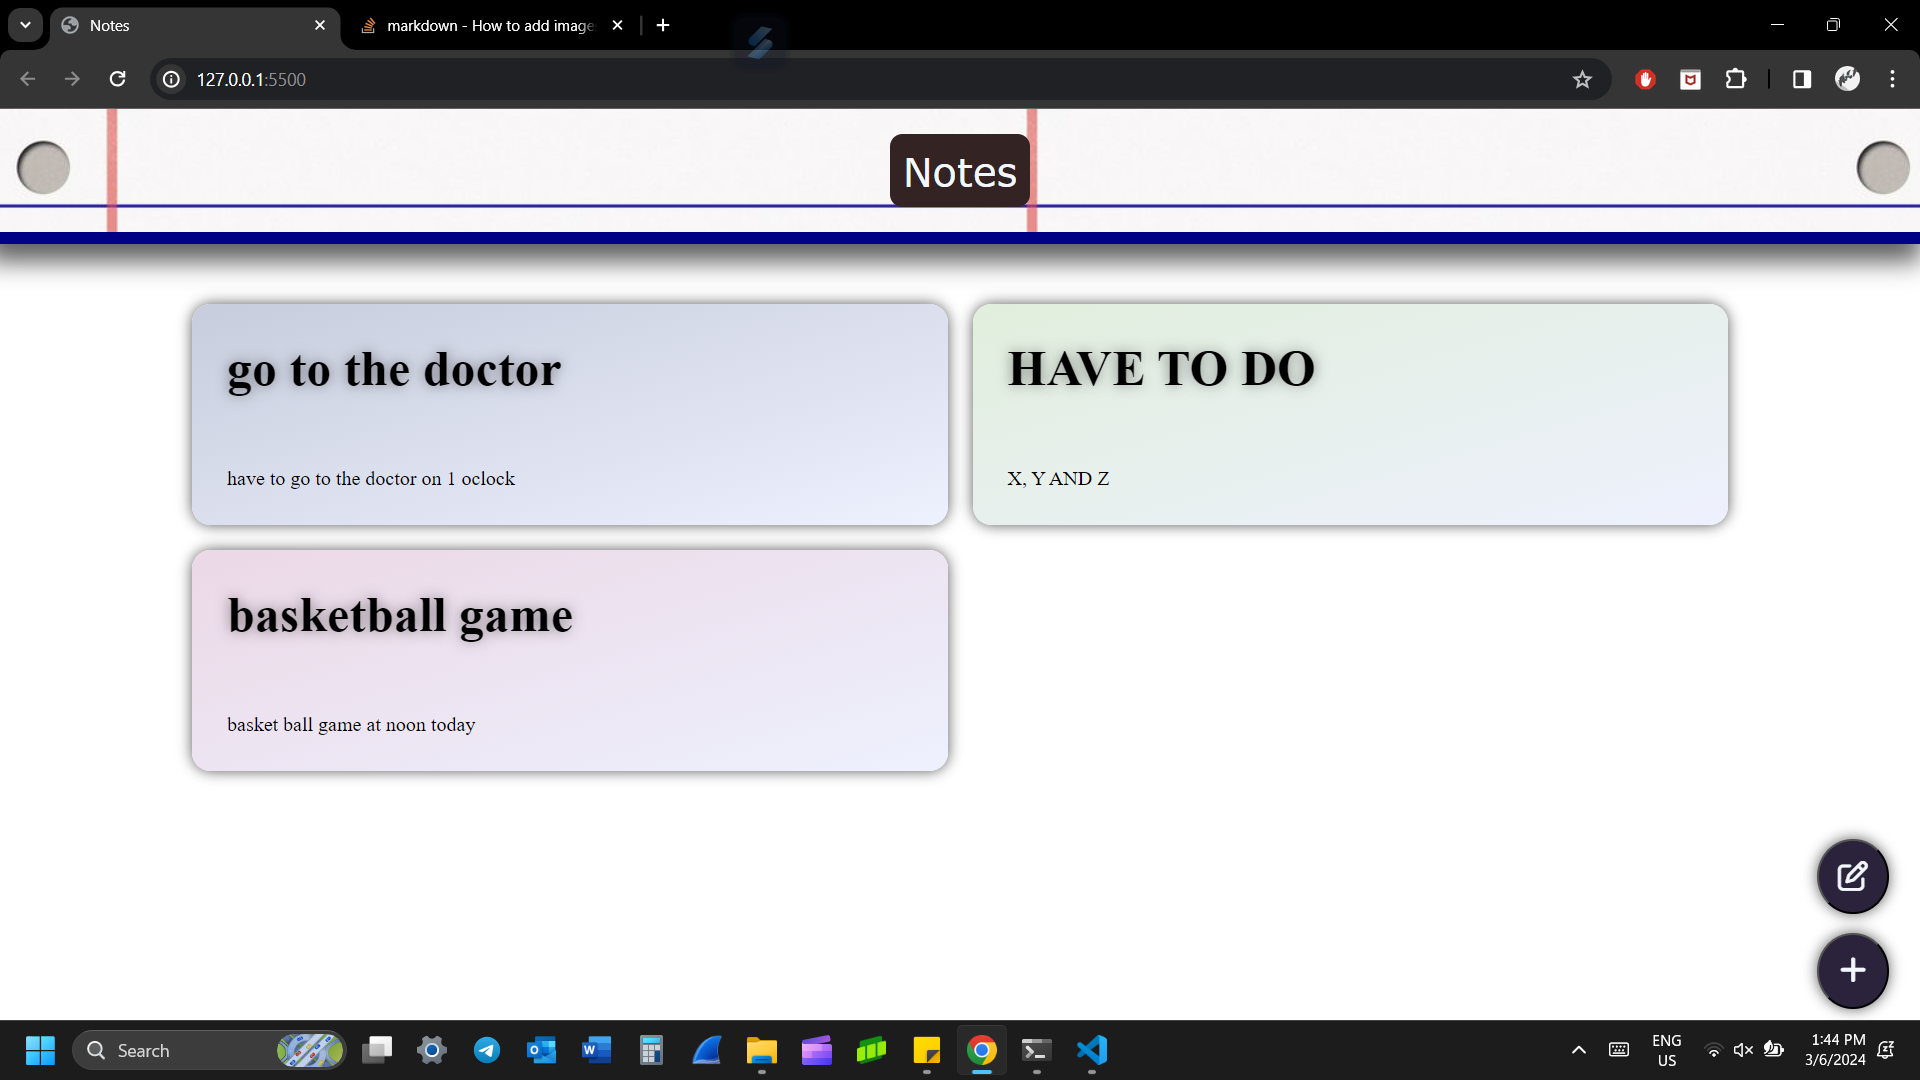 Notes
markdown - How to add image
127.0.0.1:5500
Notes
go to the doctor
have to go to the doctor on 1 oclock
HAVE TO DO
X, Y AND Z
basketball game
basket ball game at noon today
Search
ENG
US
1:44 PM
3/6/2024